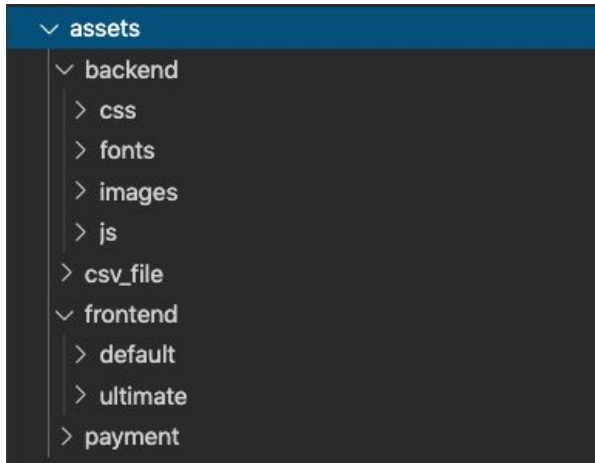 assets
backend
css
fonts
images
js
csv_file
frontend
default
ultimate
payment